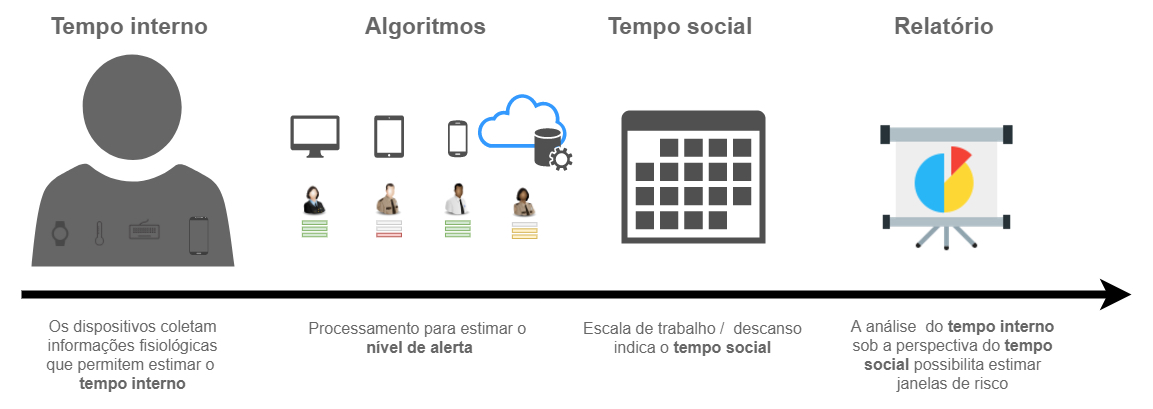 Tempo interno
Algoritmos
Tempo social
Relatório
Os dispositivos coletam
informações fisiológicas
que permitem estimar o
tempo interno
Processamento para estimar o
nível de alerta
Escala de trabalho / descanso
indica o tempo social
A análise do tempo interno
sob a perspectiva do tempo
social possibilita estimar
janelas de risco